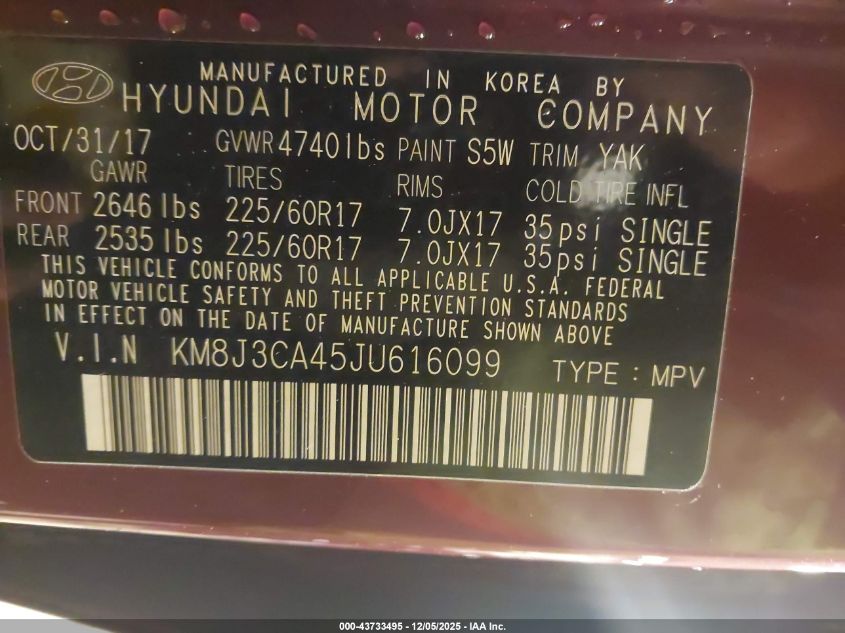 MANUFACTURED IN KOREA BY
HYUNDAI MOTOR COMPANY
OCT/31/17 GVWR 4740 lbs PAINT S5W TRIM YAK
GAWR TIRES RIMS COLD TIRE INFL
FRONT 2646 lbs 225/60R17 7.0JX17 35psi SINGLE
REAR 2535 lbs 225/60R17 7.0JX17 35psi SINGLE
THIS VEHICLE CONFORMS TO ALL APPLICABLE U.S.A. FEDERAL
MOTOR VEHICLE SAFETY AND THEFT PREVENTION STANDARDS
IN EFFECT ON THE DATE OF MANUFACTURE SHOWN ABOVE
V.I.N KM8J3CA45JU616099 TYPE : MPV
000-43733495 - 12/05/2025 - IAA Inc.